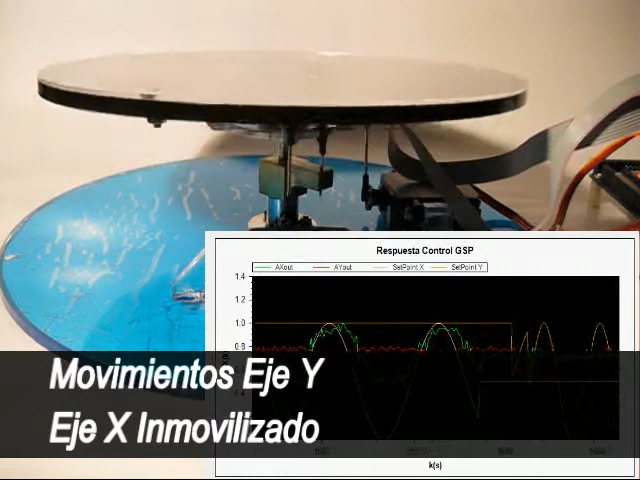 Respuesta Control GSP
AXout AYout SetPoint X SetPoint Y
1.4
1.2
1.0
0.8
Movimientos Eje Y
Eje X Inmovilizado
k(s)